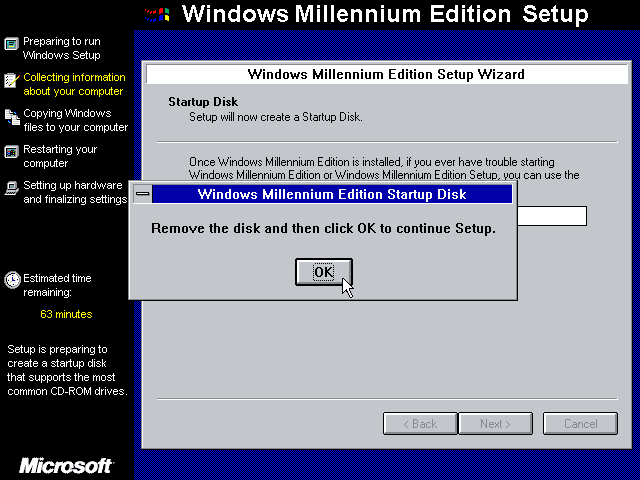 Windows Millennium Edition Setup
Preparing to run
Windows Setup
Collecting information
about your computer
Copying Windows
files to your computer
Restarting your
computer
Setting up hardware
and finalizing settings
Estimated time
remaining:
63 minutes
Setup is preparing to
create a startup disk
that supports the most
common CD-ROM drives.
Microsoft
Windows Millennium Edition Setup Wizard
Startup Disk
Setup will now create a Startup Disk.
Once Windows Millennium Edition is installed, if you ever have trouble starting
Windows Millennium Edition or Windows Millennium Edition Setup, you can use the
Windows Millennium Edition Startup Disk
Remove the disk and then click OK to continue Setup.
OK
< Back
Next >
Cancel